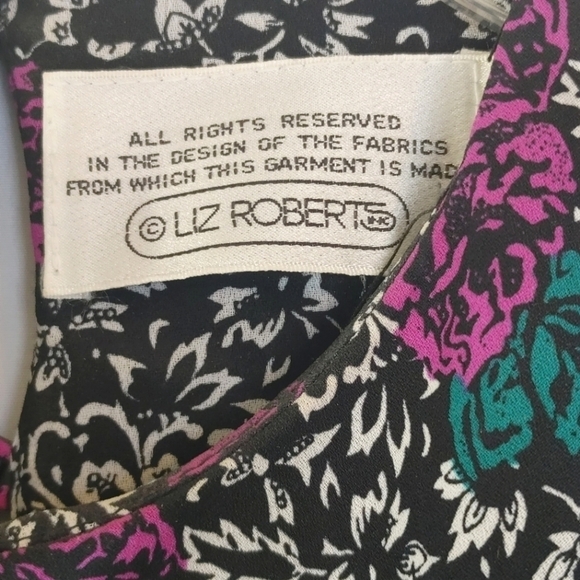 ALL RIGHTS RESERVED
IN THE DESIGN OF THE FABRICS
FROM WHICH THIS GARMENT IS MAD
© LIZ ROBERTS INC